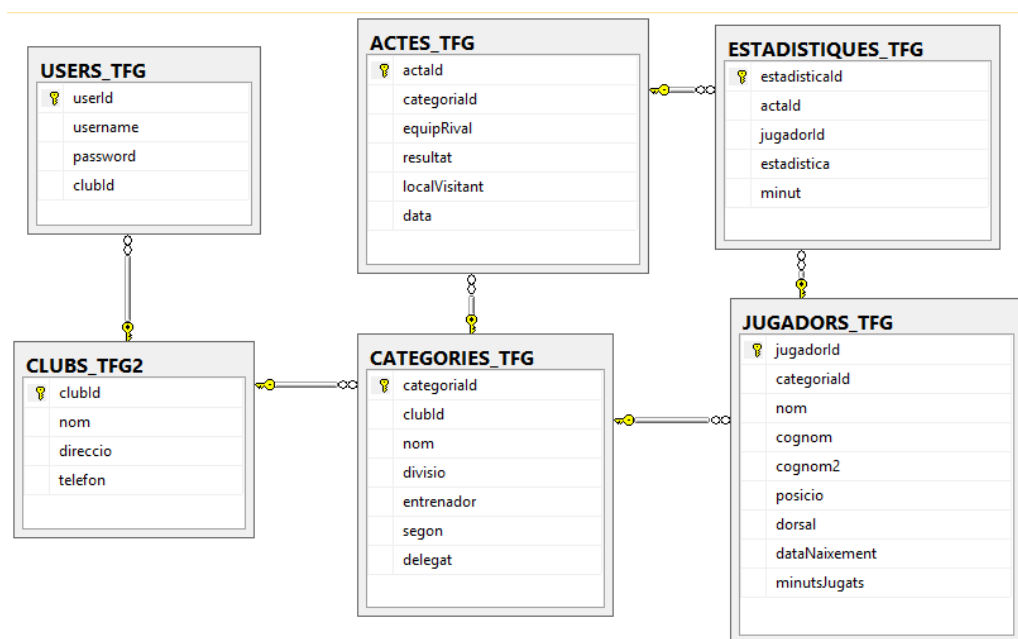 USERS_TFG
userId
username
password
clubId
ACTES_TFG
actaId
categoriaId
equipRival
resultat
localVisitant
data
ESTADISTIQUES_TFG
estadisticaId
actaId
jugadorId
estadistica
minut
CLUBS_TFG2
clubId
nom
direccio
telefon
CATEGORIES_TFG
categoriaId
clubId
nom
divisio
entrenador
segon
delegat
JUGADORS_TFG
jugadorId
categoriaId
nom
cognom
cognom2
posicio
dorsal
dataNaixement
minutsJugats